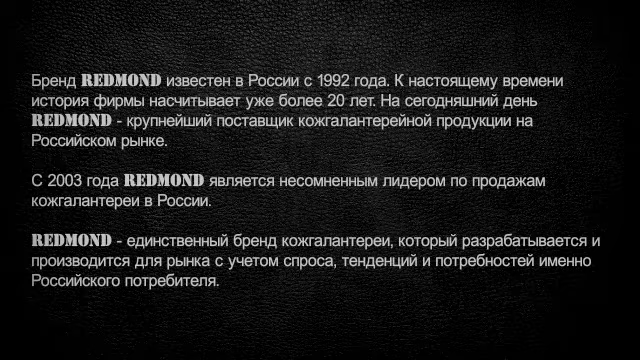 Бренд REDMOND известен в России с 1992 года. К настоящему времени
история фирмы насчитывает уже более 20 лет. На сегодняшний день
REDMOND - крупнейший поставщик кожгалантерейной продукции на
Российском рынке.
С 2003 года REDMOND является несомненным лидером по продажам
кожгалантереи в России.
REDMOND - единственный бренд кожгалантереи, который разрабатывается и
производится для рынка с учетом спроса, тенденций и потребностей именно
Российского потребителя.